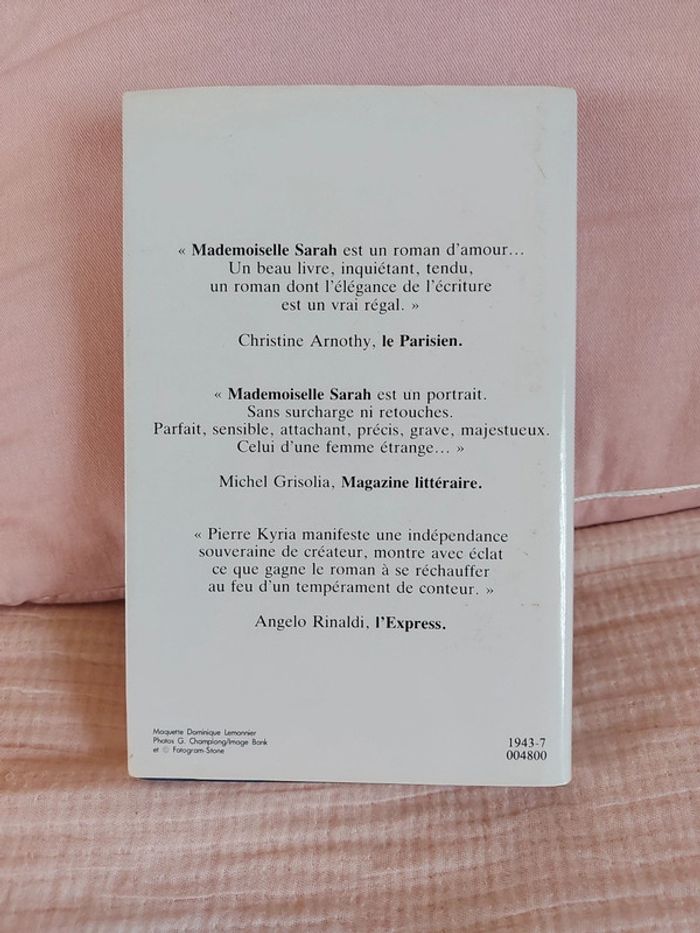 « Mademoiselle Sarah est un roman d'amour...
Un beau livre, inquiétant, tendu,
un roman dont l'élégance de l'écriture
est un vrai régal. »
Christine Arnothy, le Parisien.
« Mademoiselle Sarah est un portrait.
Sans surcharge ni retouches.
Parfait, sensible, attachant, précis, grave, majestueux.
Celui d'une femme étrange... »
Michel Grisolia, Magazine littéraire.
« Pierre Kyria manifeste une indépendance
souveraine de créateur, montre avec éclat
ce que gagne le roman à se réchauffer
au feu d'un tempérament de conteur. »
Angelo Rinaldi, l'Express.
Maquette Dominique Lemonnier
Photos G. Champlong/Image Bank
et © Fotogram-Stone
1943-7
004800